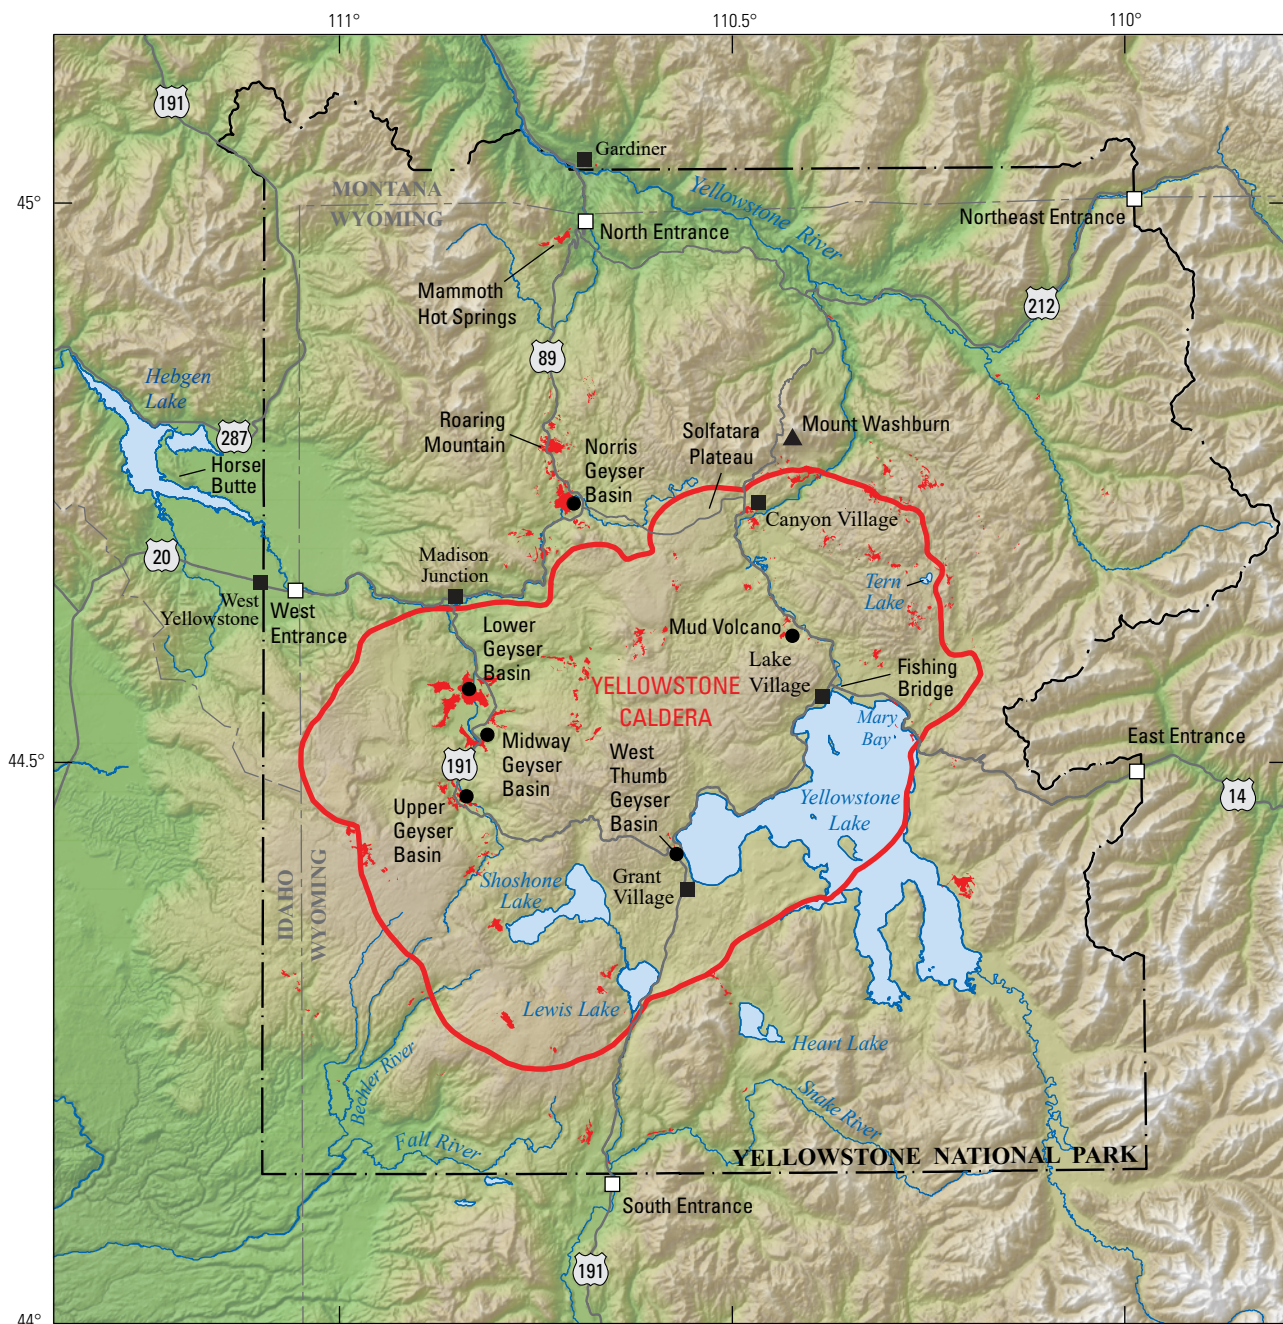 111°
110.5°
110°
191
Gardiner
MONTANA
WYOMING
45°
Yellowstone River
Northeast Entrance
North Entrance
Mammoth
Hot Springs
212
89
Hebgen
Lake
287
Horse
Butte
Roaring
Mountain
Norris
Geyser
Basin
Solfatara
Plateau
Mount Washburn
Canyon Village
20
Madison
Junction
West
Yellowstone
West
Entrance
Tern
Lake
Lower
Geyser
Basin
Mud Volcano
Lake
Village
Fishing
Bridge
YELLOWSTONE
CALDERA
Mary
Bay
East Entrance
44.5°
191
Midway
Geyser
Basin
West
Thumb
Geyser
Basin
Yellowstone
Lake
14
Upper
Geyser
Basin
Shoshone
Lake
Grant
Village
IDAHO
WYOMING
Lewis Lake
Heart Lake
Bechler River
Fall River
Snake River
YELLOWSTONE NATIONAL PARK
South Entrance
191
44°